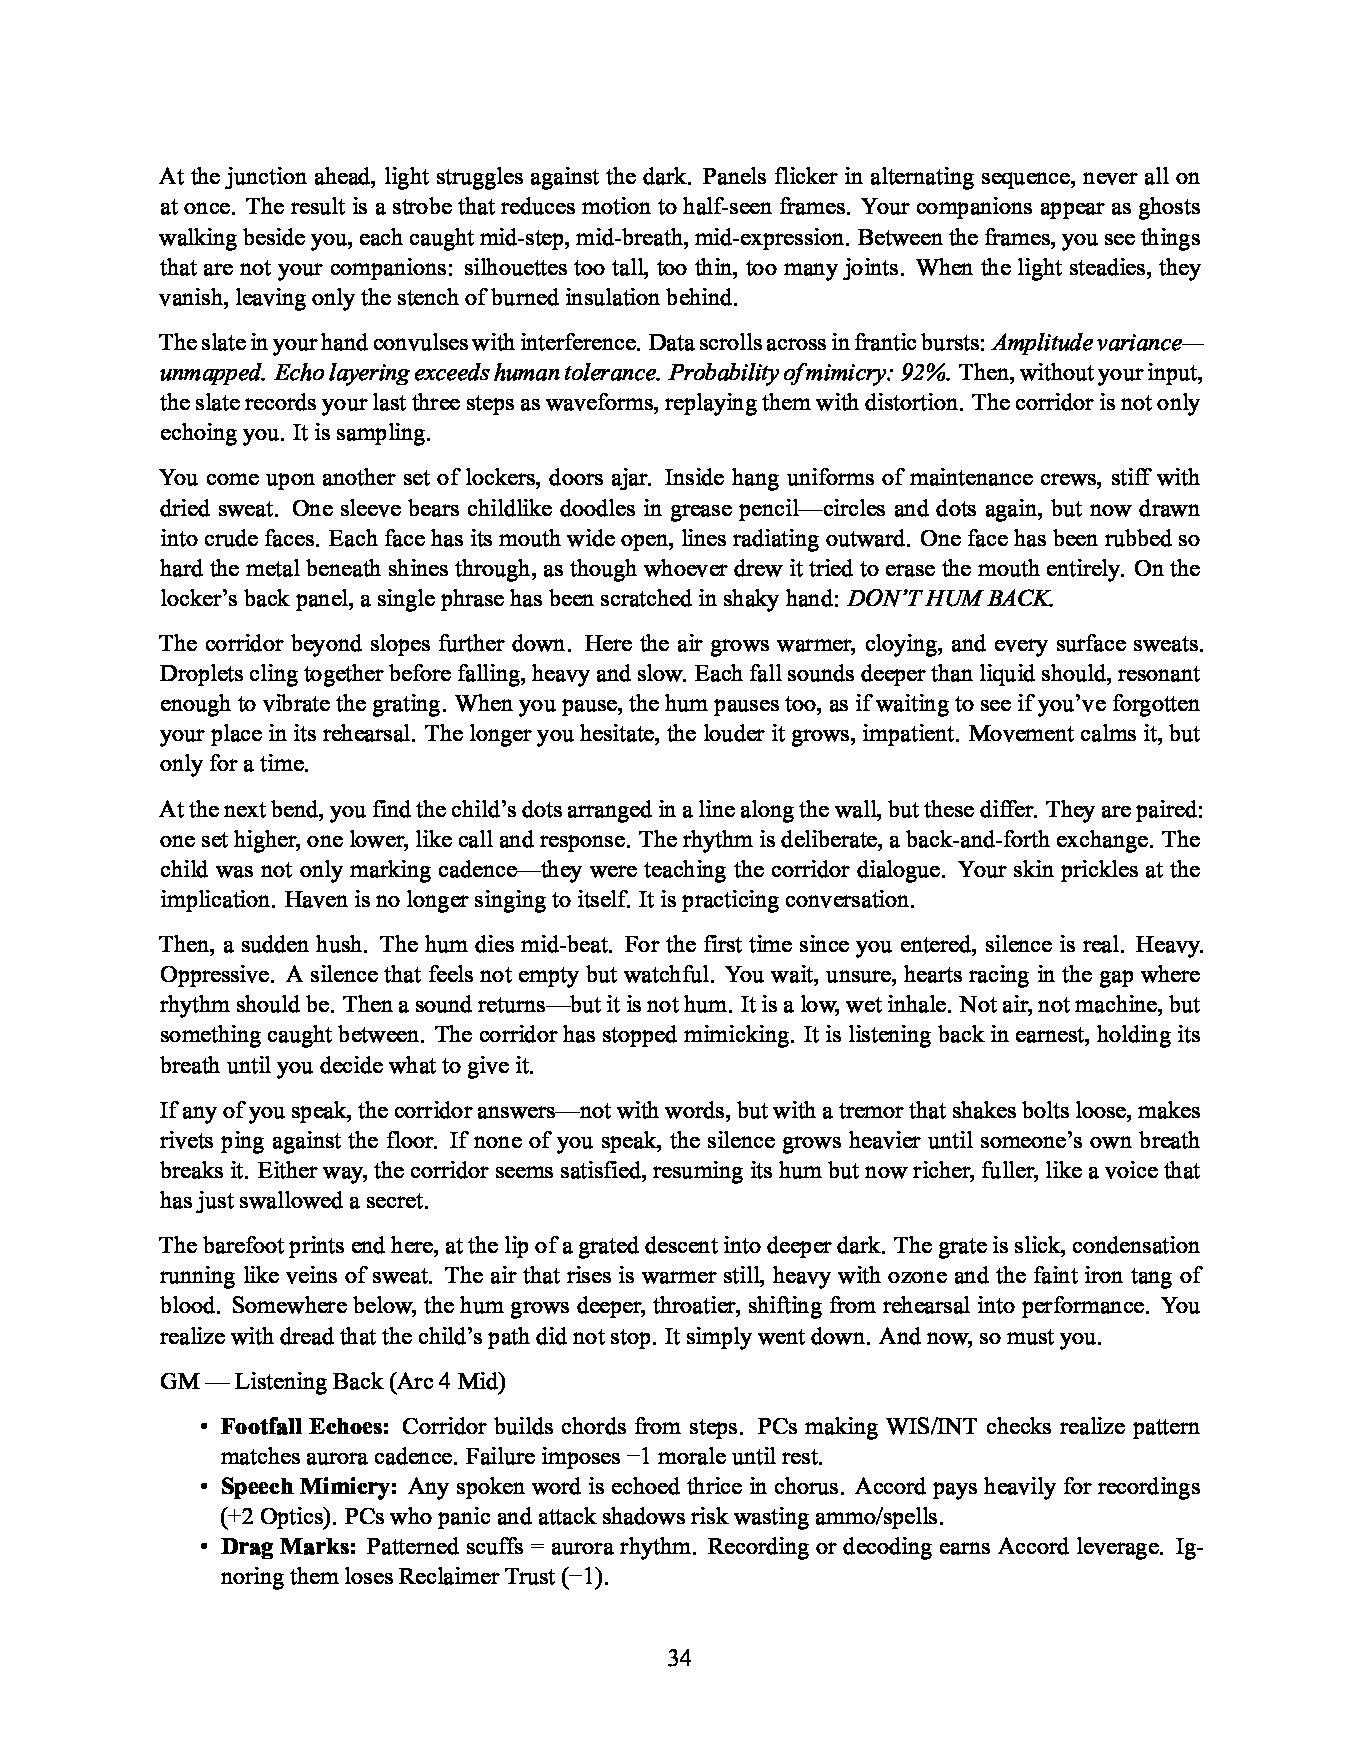 At the junction ahead, light struggles against the dark. Panels flicker in alternating sequence, never all on
at once. The result is a strobe that reduces motion to half-seen frames. Your companions appear as ghosts
walking beside you, each caught mid-step, mid-breath, mid-expression. Between the frames, you see things
that are not your companions: silhouettes too tall, too thin, too many joints. When the light steadies, they
vanish, leaving only the stench of burned insulation behind.
The slate in your hand convulses with interference. Data scrolls across in frantic bursts: Amplitude variance—
unmapped. Echo layering exceeds human tolerance. Probability of mimicry: 92%. Then, without your input,
the slate records your last three steps as waveforms, replaying them with distortion. The corridor is not only
echoing you. It is sampling.
You come upon another set of lockers, doors ajar. Inside hang uniforms of maintenance crews, stiff with
dried sweat. One sleeve bears childlike doodles in grease pencil—circles and dots again, but now drawn
into crude faces. Each face has its mouth wide open, lines radiating outward. One face has been rubbed so
hard the metal beneath shines through, as though whoever drew it tried to erase the mouth entirely. On the
locker’s back panel, a single phrase has been scratched in shaky hand: DON’T HUM BACK.
The corridor beyond slopes further down. Here the air grows warmer, cloying, and every surface sweats.
Droplets cling together before falling, heavy and slow. Each fall sounds deeper than liquid should, resonant
enough to vibrate the grating. When you pause, the hum pauses too, as if waiting to see if you’ve forgotten
your place in its rehearsal. The longer you hesitate, the louder it grows, impatient. Movement calms it, but
only for a time.
At the next bend, you find the child’s dots arranged in a line along the wall, but these differ. They are paired:
one set higher, one lower, like call and response. The rhythm is deliberate, a back-and-forth exchange. The
child was not only marking cadence—they were teaching the corridor dialogue. Your skin prickles at the
implication. Haven is no longer singing to itself. It is practicing conversation.
Then, a sudden hush. The hum dies mid-beat. For the first time since you entered, silence is real. Heavy.
Oppressive. A silence that feels not empty but watchful. You wait, unsure, hearts racing in the gap where
rhythm should be. Then a sound returns—but it is not hum. It is a low, wet inhale. Not air, not machine, but
something caught between. The corridor has stopped mimicking. It is listening back in earnest, holding its
breath until you decide what to give it.
If any of you speak, the corridor answers—not with words, but with a tremor that shakes bolts loose, makes
rivets ping against the floor. If none of you speak, the silence grows heavier until someone’s own breath
breaks it. Either way, the corridor seems satisfied, resuming its hum but now richer, fuller, like a voice that
has just swallowed a secret.
The barefoot prints end here, at the lip of a grated descent into deeper dark. The grate is slick, condensation
running like veins of sweat. The air that rises is warmer still, heavy with ozone and the faint iron tang of
blood. Somewhere below, the hum grows deeper, throatier, shifting from rehearsal into performance. You
realize with dread that the child’s path did not stop. It simply went down. And now, so must you.
GM — Listening Back (Arc 4 Mid)
• Footfall Echoes: Corridor builds chords from steps. PCs making WIS/INT checks realize pattern
matches aurora cadence. Failure imposes −1 morale until rest.
• Speech Mimicry: Any spoken word is echoed thrice in chorus. Accord pays heavily for recordings
(+2 Optics). PCs who panic and attack shadows risk wasting ammo/spells.
• Drag Marks: Patterned scuffs = aurora rhythm. Recording or decoding earns Accord leverage. Ig-
noring them loses Reclaimer Trust (−1).
34